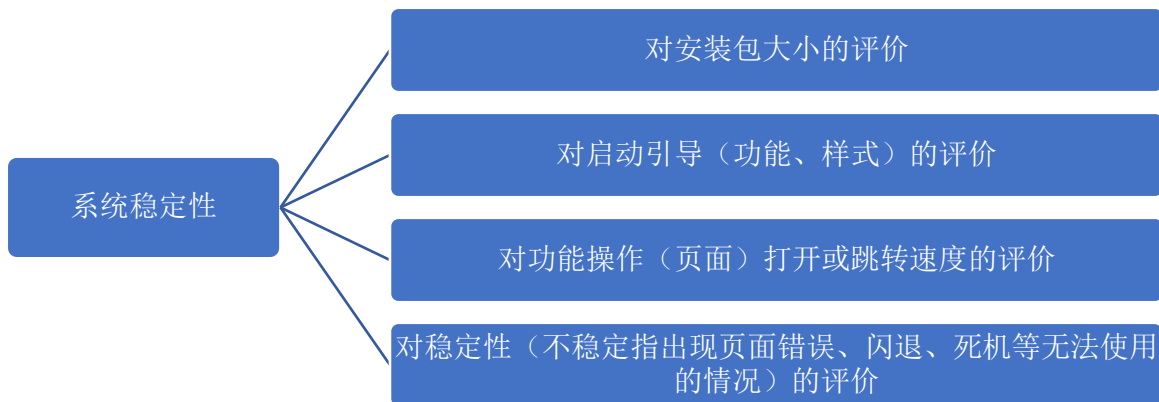 对安装包大小的评价
对启动引导（功能、样式）的评价
系统稳定性
对功能操作（页面）打开或跳转速度的评价
对稳定性（不稳定指出现页面错误、闪退、死机等无法使用
的情况）的评价